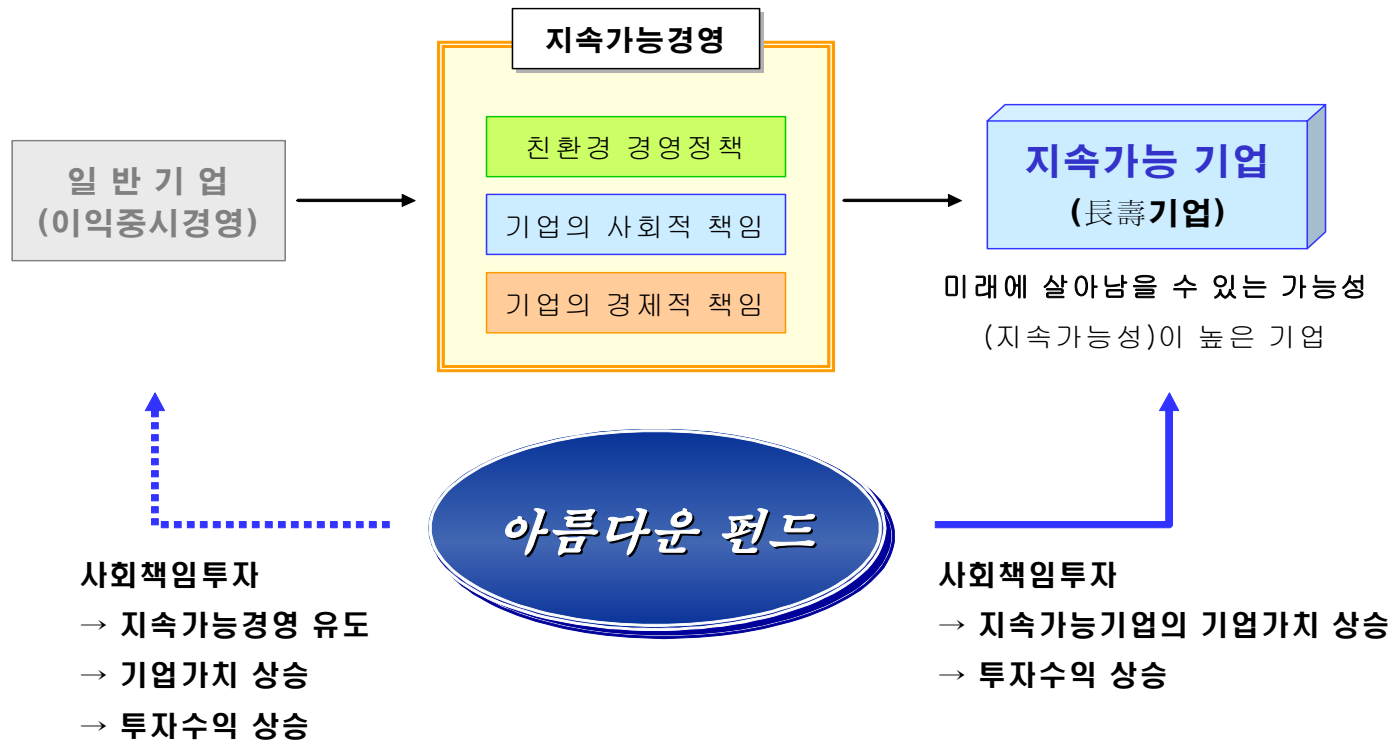 지속가능경영
일 반 기 업
(이익중시경영)
친환경 경영정책
기업의 사회적 책임
기업의 경제적 책임
지속가능 기업
(長壽기업)
미래에 살아남을 수 있는 가능성
(지속가능성)이 높은 기업
아름다운 펀드
사회책임투자
→ 지속가능경영 유도
→ 기업가치 상승
→ 투자수익 상승
사회책임투자
→ 지속가능기업의 기업가치 상승
→ 투자수익 상승